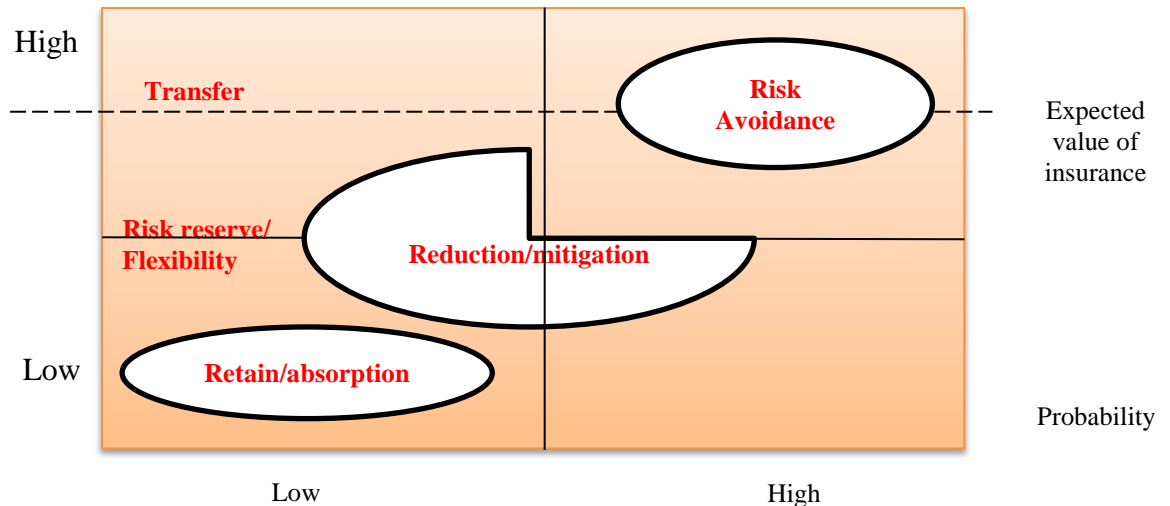 High
Transfer
Risk
Avoidance
Expected
value of
insurance
Risk reserve/
Flexibility
Reduction/mitigation
Low
Retain/absorption
Probability
Low
High